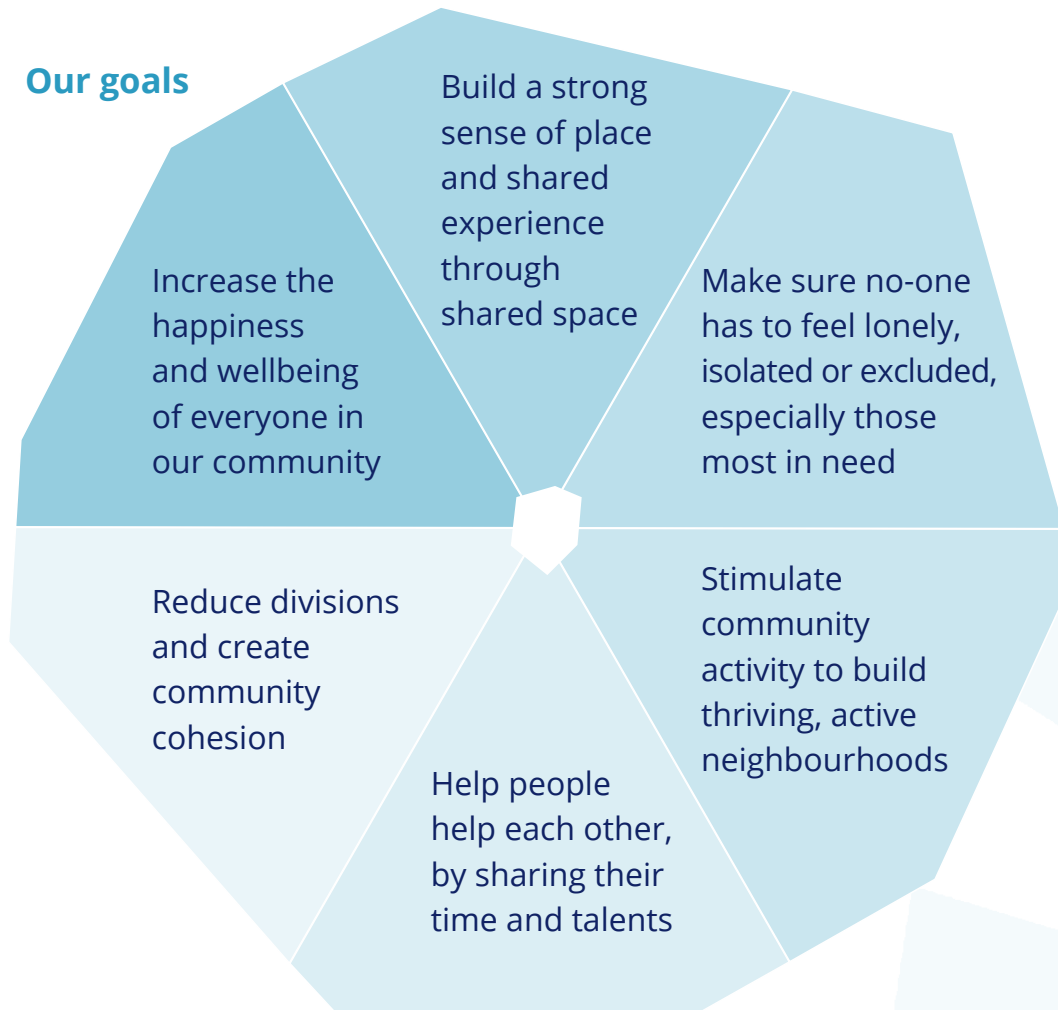 Our goals
Build a strong
sense of place
and shared
experience
through
shared space
Make sure no-one
has to feel lonely,
isolated or excluded,
especially those
most in need
Stimulate
community
activity to build
thriving, active
neighbourhoods
Help people
help each other,
by sharing their
time and talents
Reduce divisions
and create
community
cohesion
Increase the
happiness
and wellbeing
of everyone in
our community